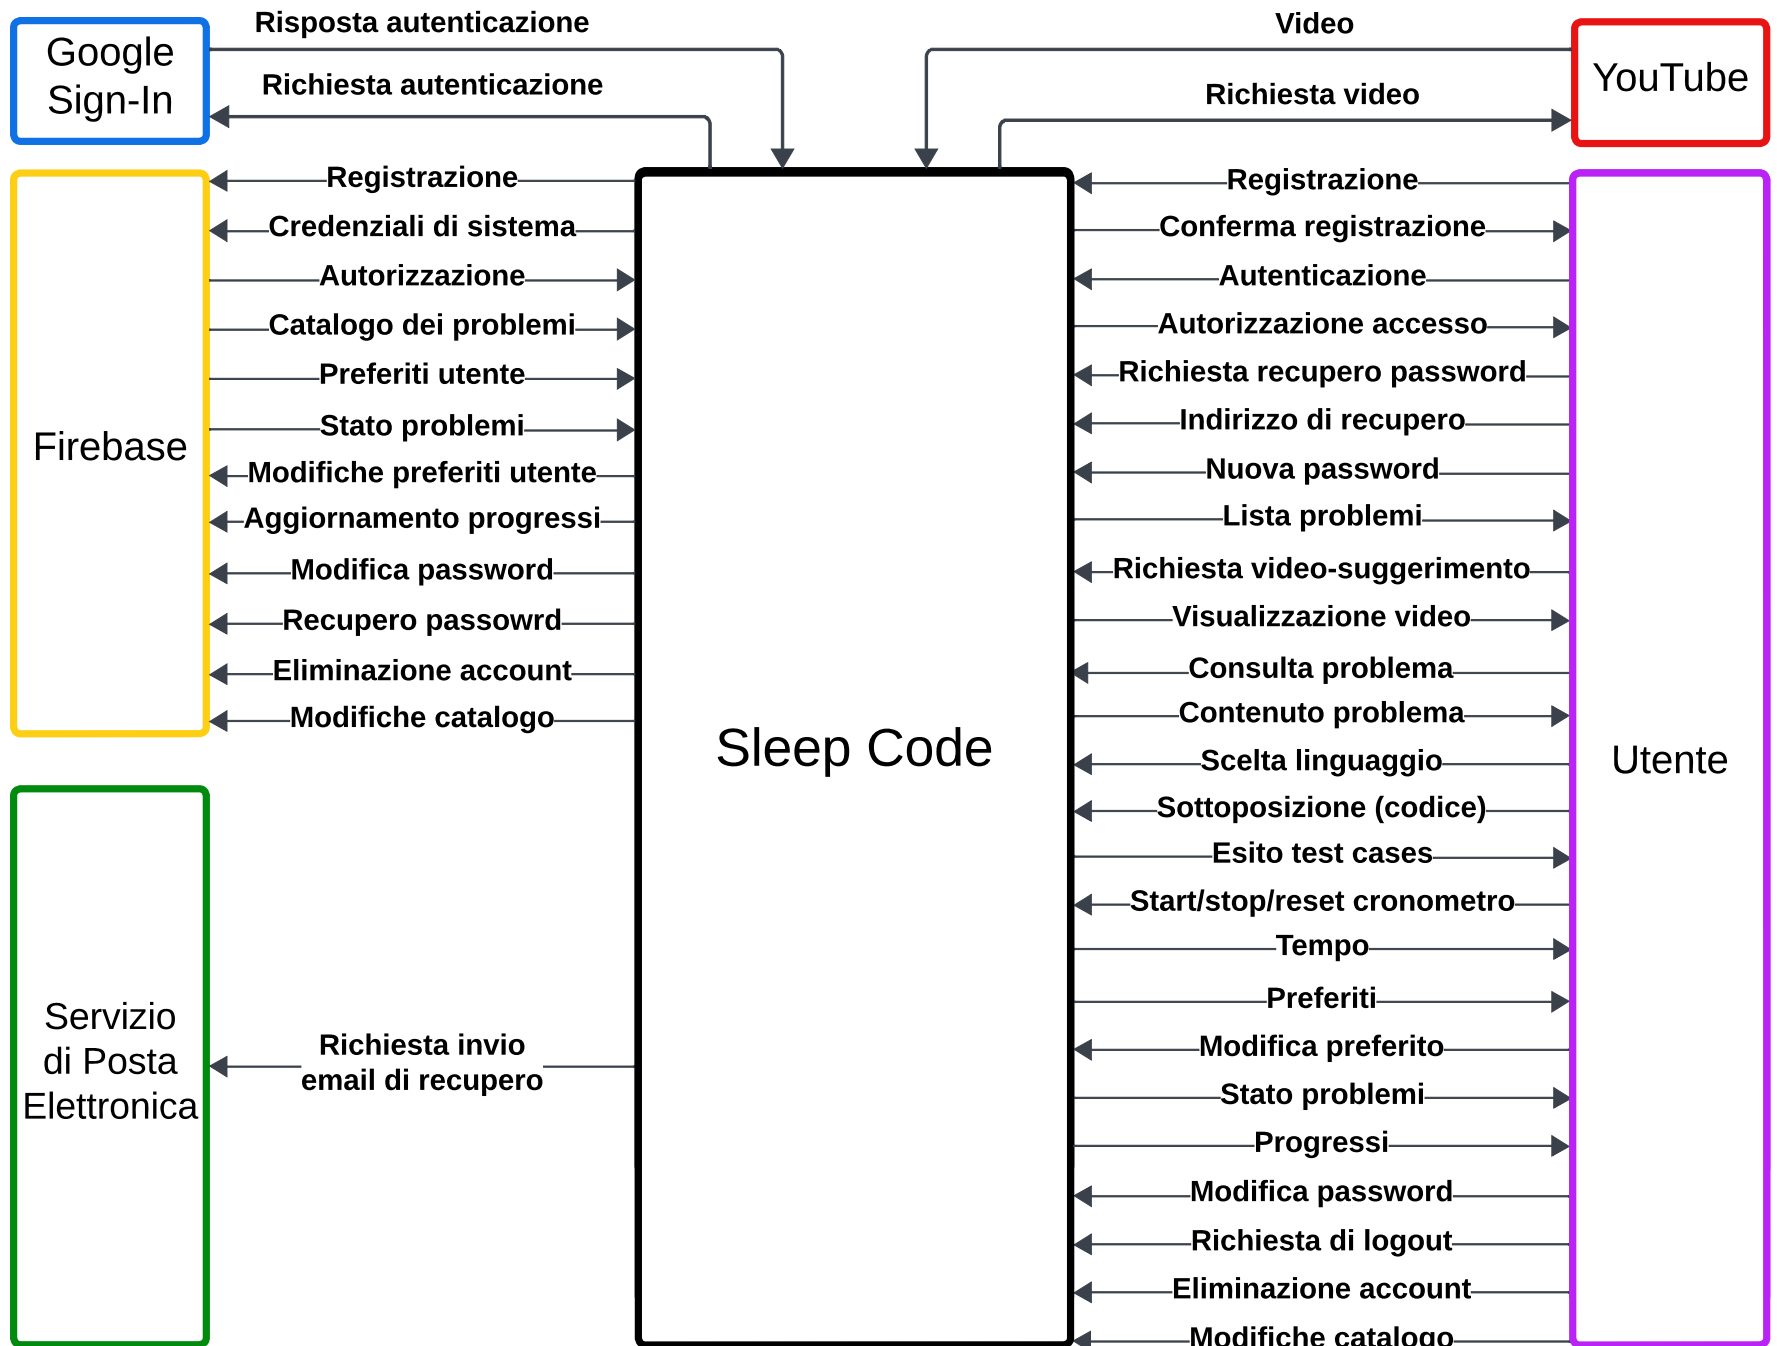 Risposta autenticazione
Video
Google
Sign-In
YouTube
Richiesta autenticazione
Richiesta video
Registrazione
Credenziali di sistema
Autorizzazione
Catalogo dei problemi
Preferiti utente
Stato problemi
Modifiche preferiti utente
Aggiornamento progressi
Modifica password
Recupero passowrd
Eliminazione account
Modifiche catalogo
Firebase
Servizio
di Posta
Elettronica
Richiesta invio
email di recupero
Sleep Code
Registrazione
Conferma registrazione
Autenticazione
Autorizzazione accesso
Richiesta recupero password
Indirizzo di recupero
Nuova password
Lista problemi
Richiesta video-suggerimento
Visualizzazione video
Consulta problema
Contenuto problema
Scelta linguaggio
Sottoposizione (codice)
Esito test cases
Start/stop/reset cronometro
Tempo
Preferiti
Modifica preferito
Stato problemi
Progressi
Modifica password
Richiesta di logout
Eliminazione account
Modifiche catalogo
Utente